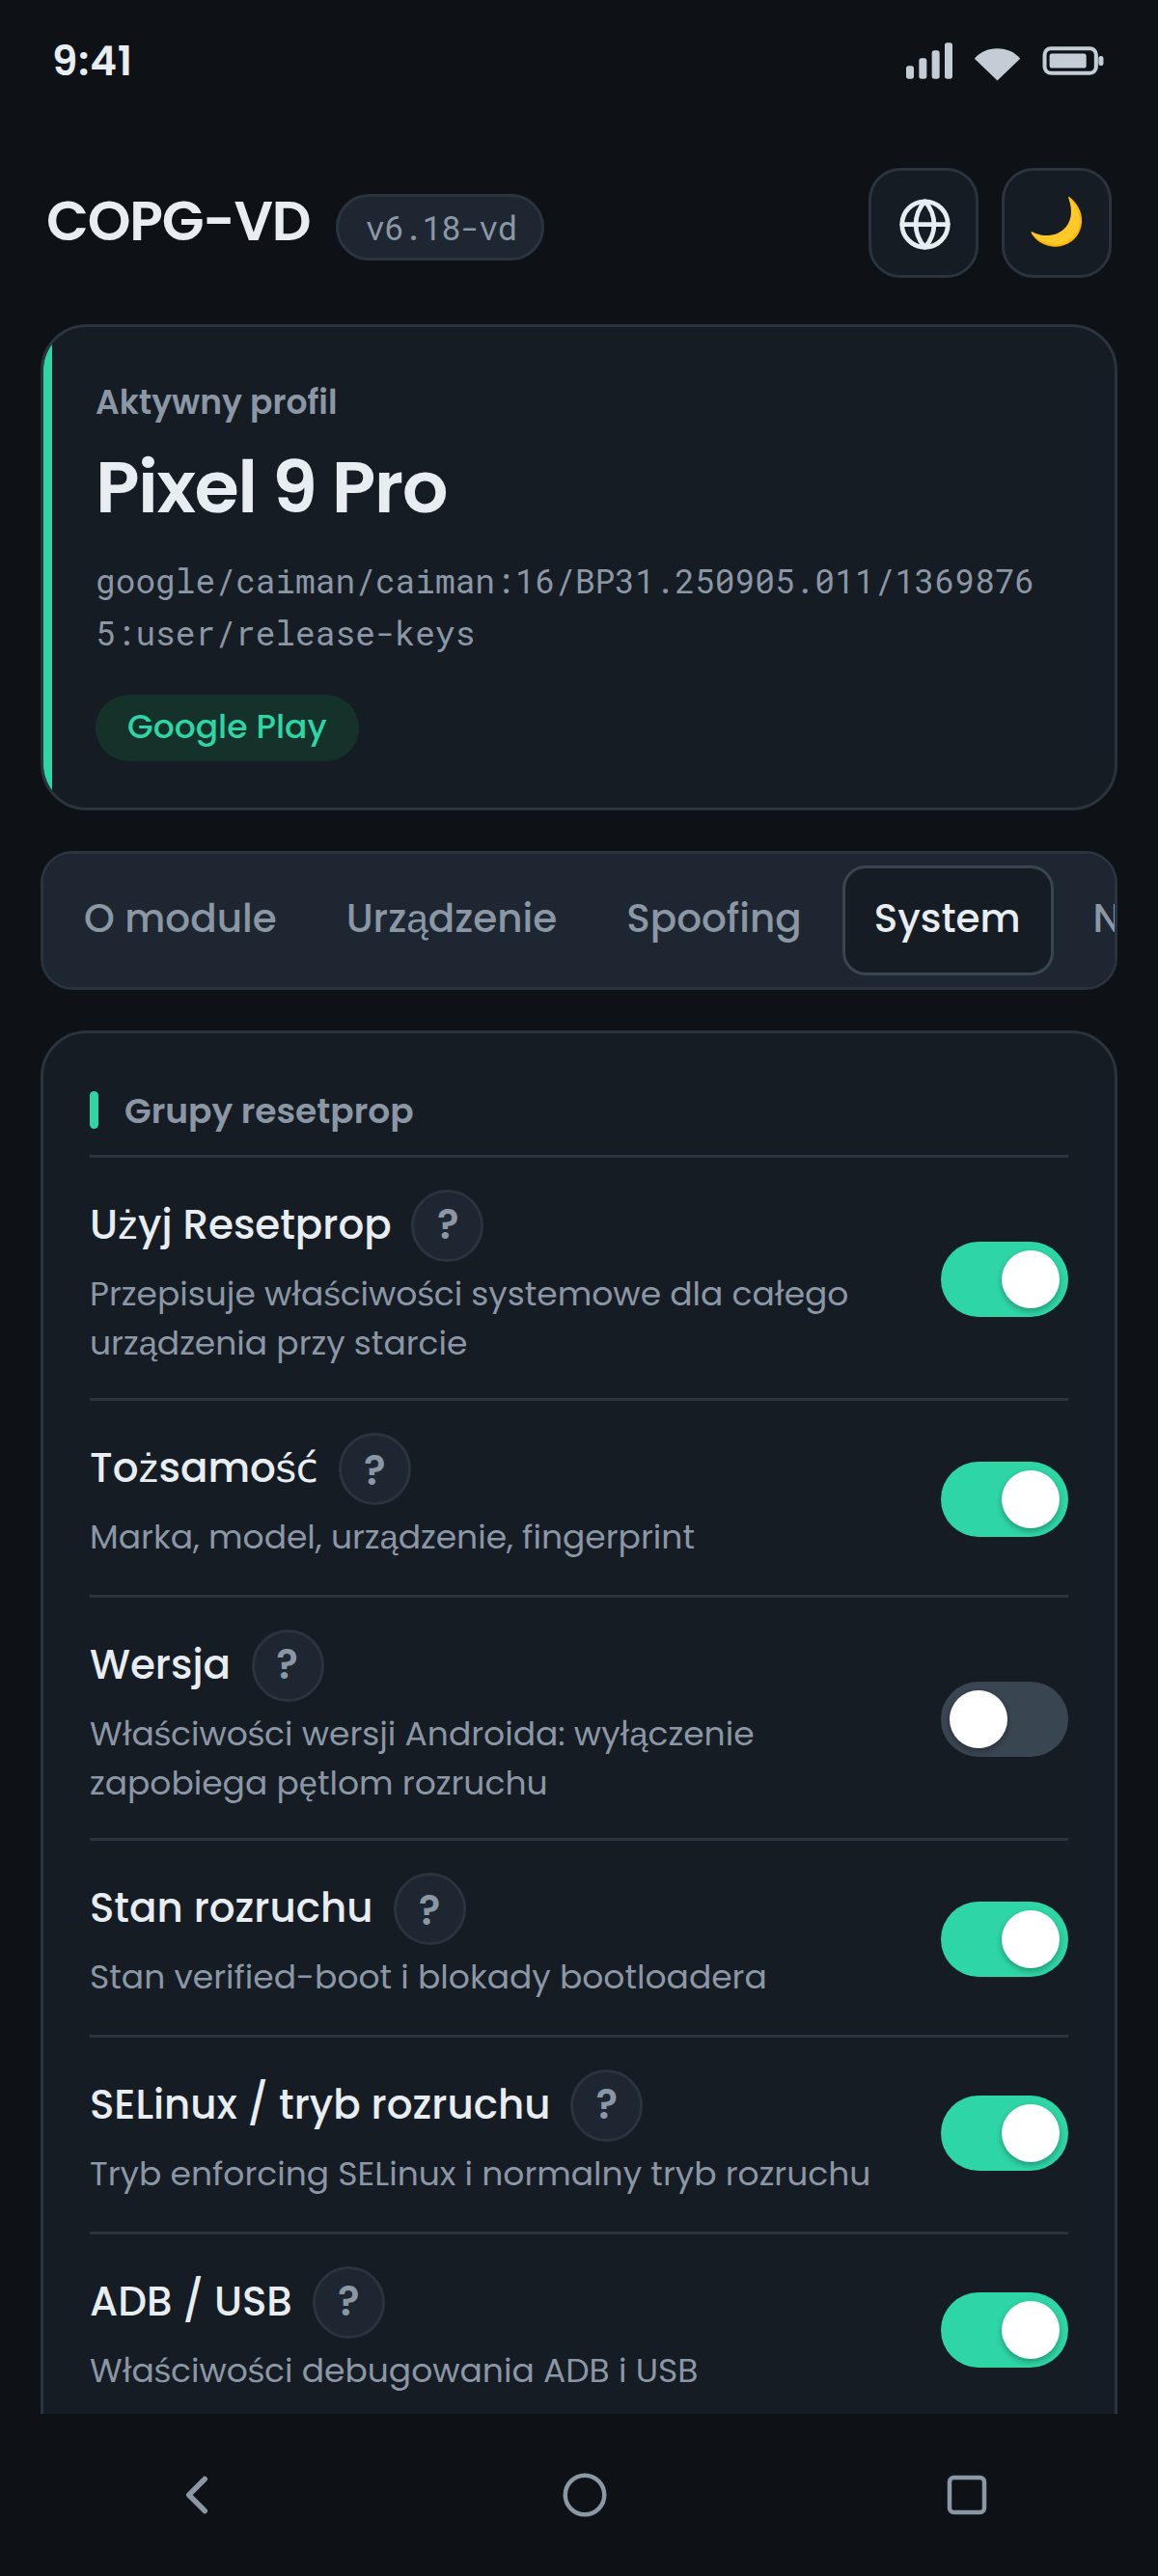 9:41
COPG-VD v6.18-vd
Aktywny profil
Pixel 9 Pro
google/caiman/caiman:16/BP31.250905.011/1369876
5:user/release-keys
Google Play
O module Urządzenie Spoofing System N
Grupy resetprop
Użyj Resetprop ?
Przepisuje właściwości systemowe dla całego
urządzenia przy starcie
Tożsamość ?
Marka, model, urządzenie, fingerprint
Wersja ?
Właściwości wersji Androida: wyłączenie
zapobiega pętlom rozruchu
Stan rozruchu ?
Stan verified-boot i blokady bootloadera
SELinux / tryb rozruchu ?
Tryb enforcing SELinux i normalny tryb rozruchu
ADB / USB ?
Właściwości debugowania ADB i USB